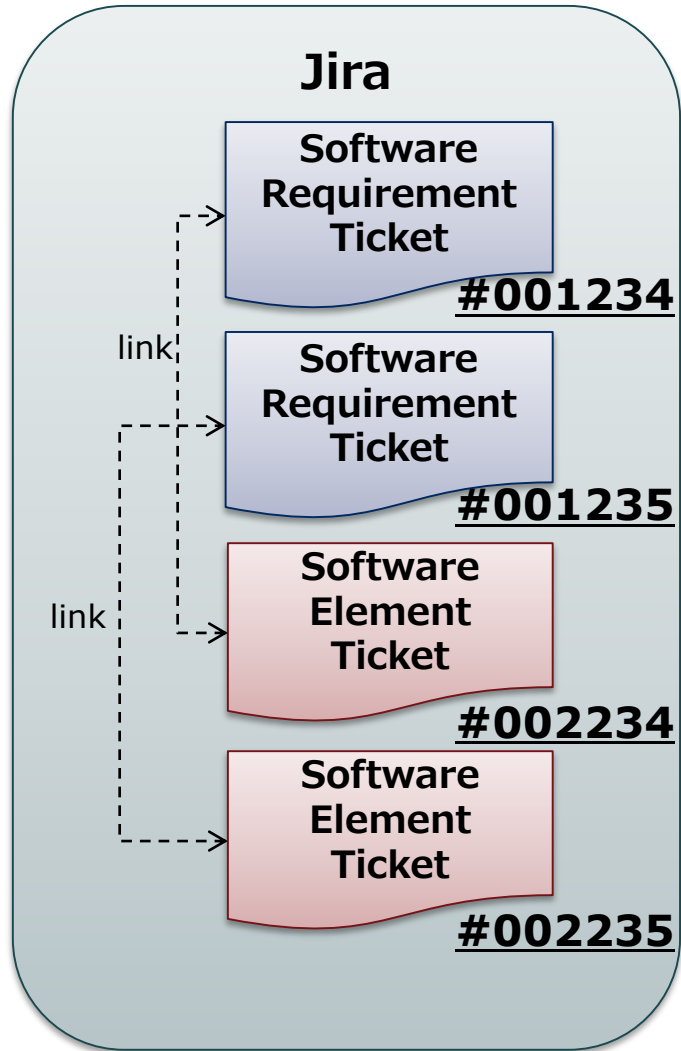 Jira
Software
Requirement
Ticket
#001234
link
Software
Requirement
Ticket
#001235
Software
Element
Ticket
link
#002234
Software
Element
Ticket
#002235